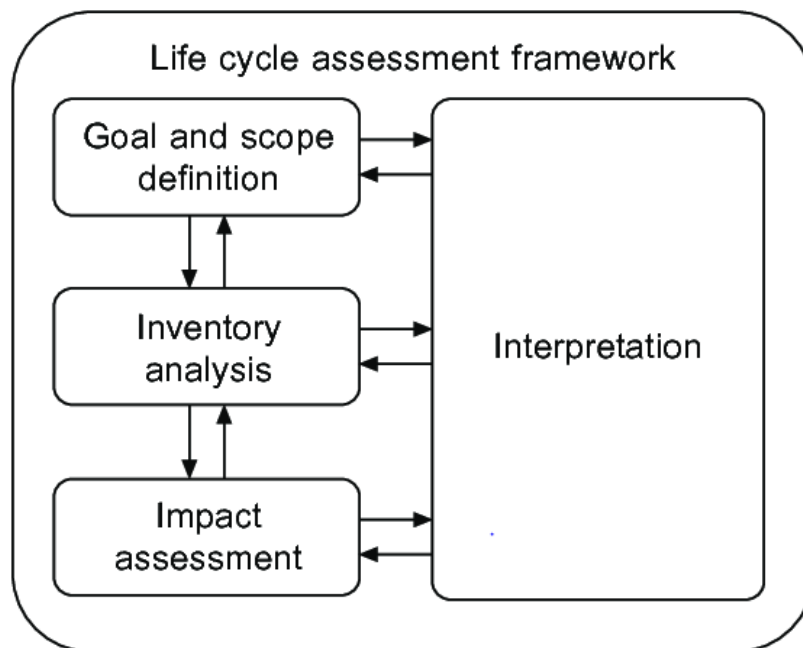 Life cycle assessment framework
Goal and scope
definition
Inventory
analysis
Impact
assessment
Interpretation